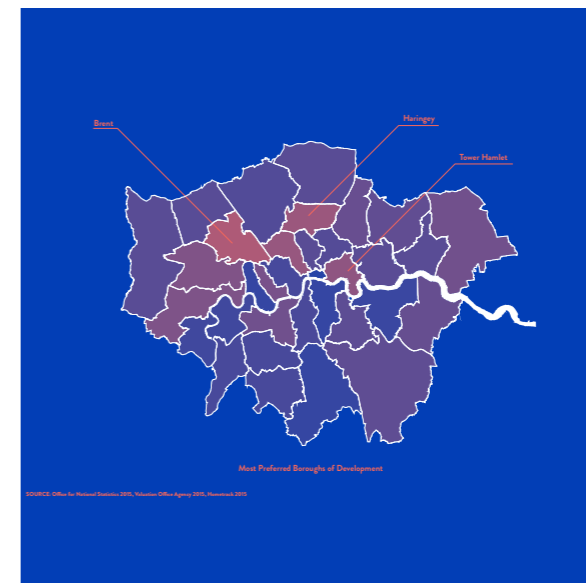 Brent
Haringey
Tower Hamlet
Most Preferred Boroughs of Development
SOURCE: Office for National Statistics 2015, Valuation Office Agency 2015, Hometrack 2015